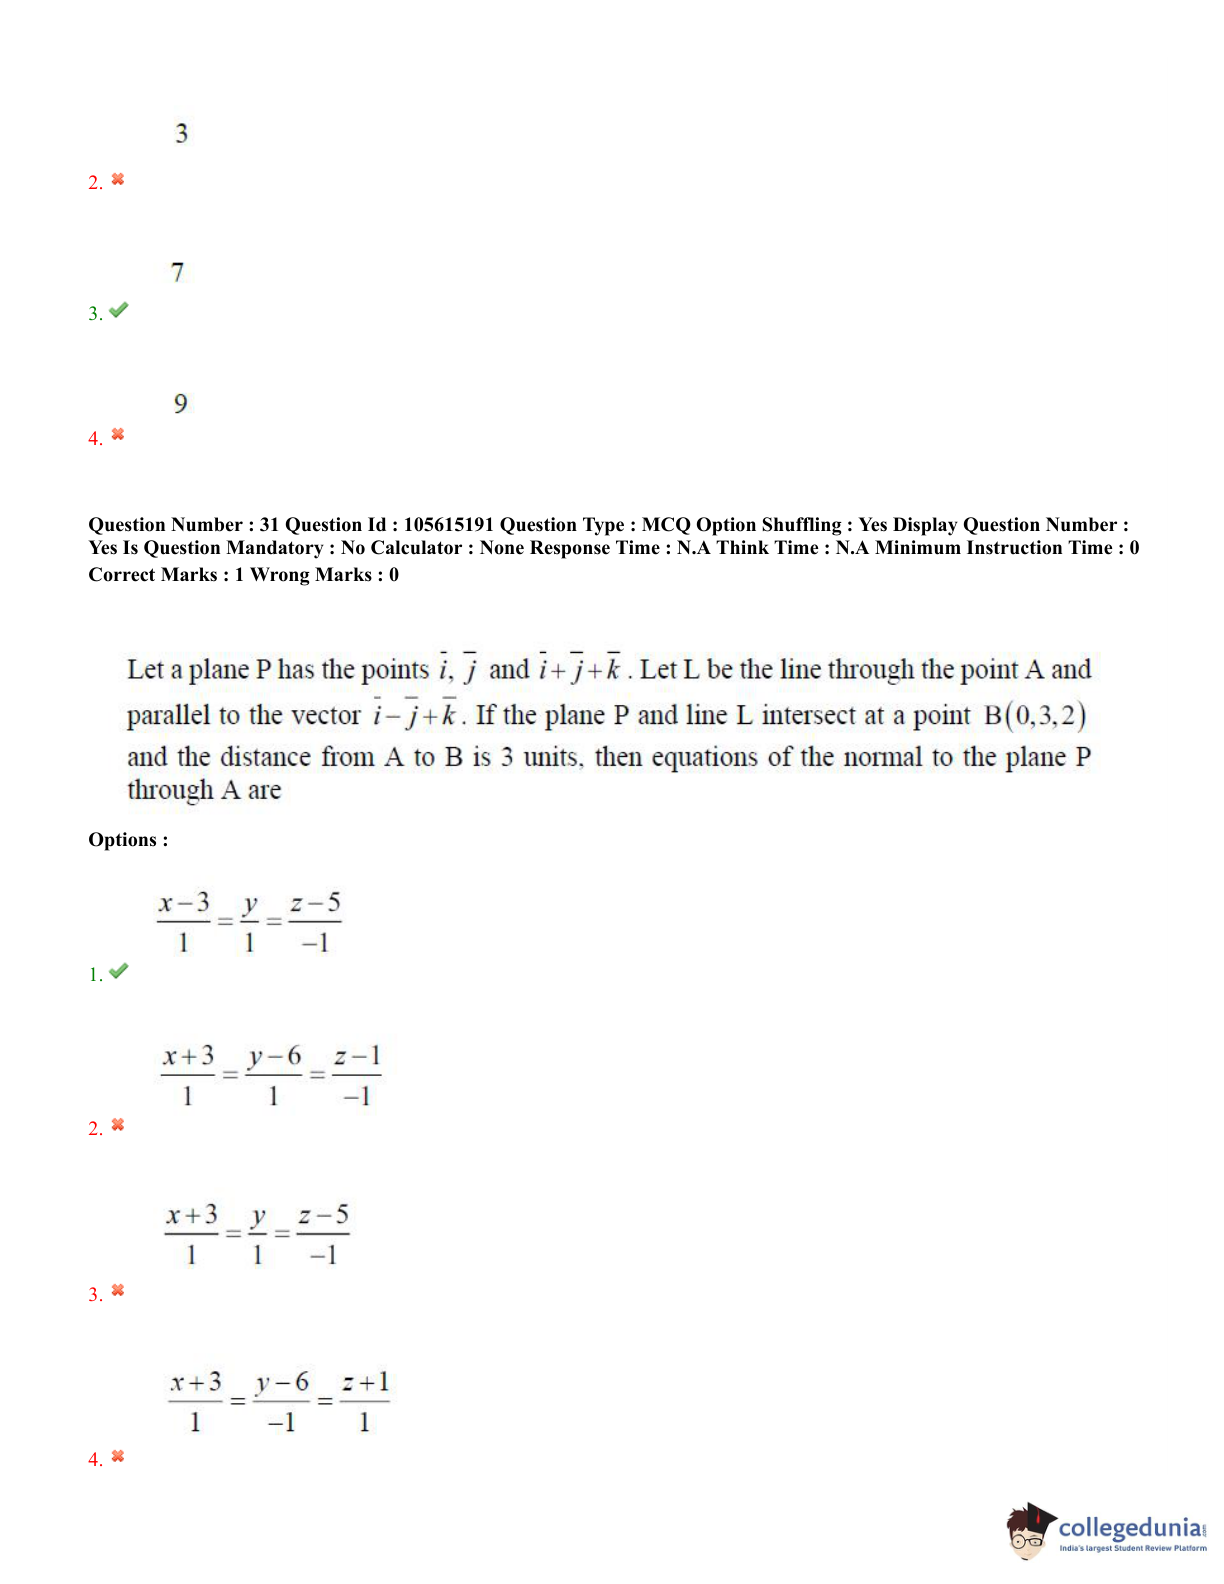 3
2.
7
3.
9
4.
Question Number : 31 Question Id : 105615191 Question Type : MCQ Option Shuffling : Yes Display Question Number :
Yes Is Question Mandatory : No Calculator : None Response Time : N.A Think Time : N.A Minimum Instruction Time : 0
Correct Marks : 1 Wrong Marks : 0
Let a plane P has the points $\bar{i}$, $\bar{j}$ and $\bar{i}+\bar{j}+\bar{k}$. Let L be the line through the point A and
parallel to the vector $\bar{i}-\bar{j}+\bar{k}$. If the plane P and line L intersect at a point B(0,3,2)
and the distance from A to B is 3 units, then equations of the normal to the plane P
through A are
Options :
$\frac{x-3}{1}=\frac{y}{1}=\frac{z-5}{-1}$
1.
$\frac{x+3}{1}=\frac{y-6}{1}=\frac{z-1}{-1}$
2.
$\frac{x+3}{1}=\frac{y}{1}=\frac{z-5}{-1}$
3.
$\frac{x+3}{1}=\frac{y-6}{-1}=\frac{z+1}{1}$
4.
collegedunia.com
India's largest Student Review Platform